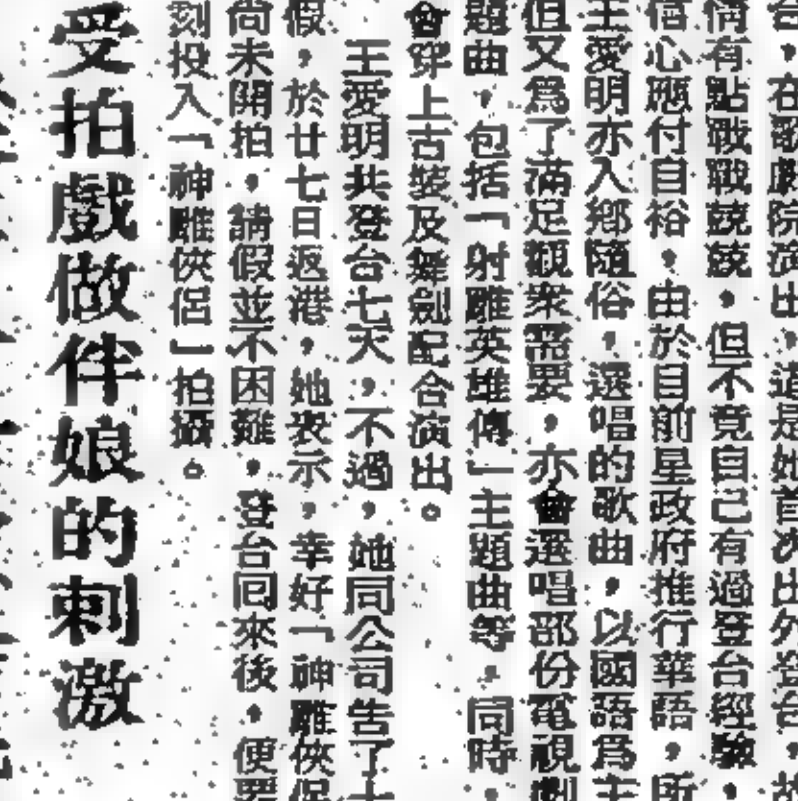 台，在歌劇院演出，這是她首次出外登台，故
倘有點戰戰兢兢，但不竟自己有過登台經驗，
信心應付自裕，由於目前星政府推行華語，所
王愛明亦入鄉隨俗，選唱的歌曲，以國語為主
但又為了滿足觀衆需要，亦會選唱部份電視劇
題曲，包括「射雕英雄傳」主題曲等，同時，
會穿上古裝及舞劍配合演出。
王愛明共登台七天，不過，她同公司告了十
假，於廿七日返港，她表示，幸好「神雕俠侶
尚未開拍，請假並不困難，登台回來後，便要
刻投入「神雕俠侶」拍攝。
受拍戲做伴娘的刺激